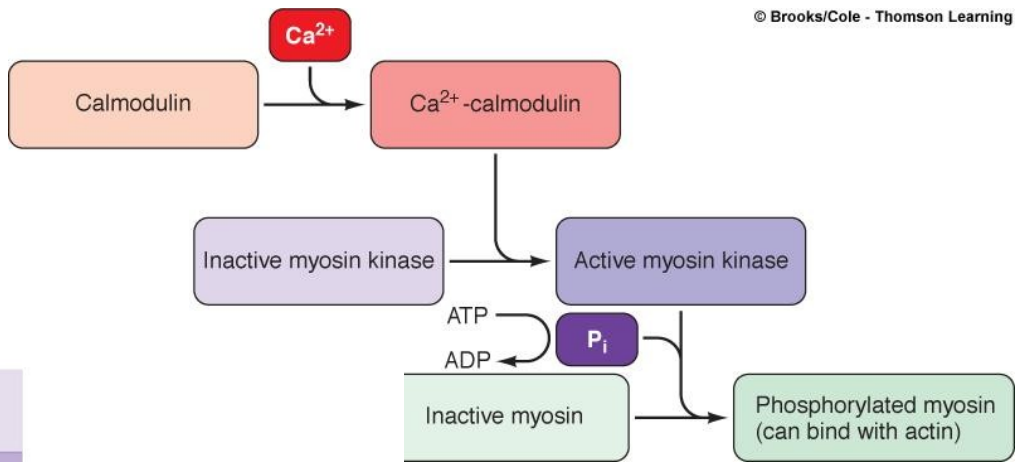 © Brooks/Cole - Thomson Learning
Ca²⁺
Calmodulin
Ca²⁺-calmodulin
Inactive myosin kinase
Active myosin kinase
ATP
Pᵢ
ADP
Inactive myosin
Phosphorylated myosin
(can bind with actin)